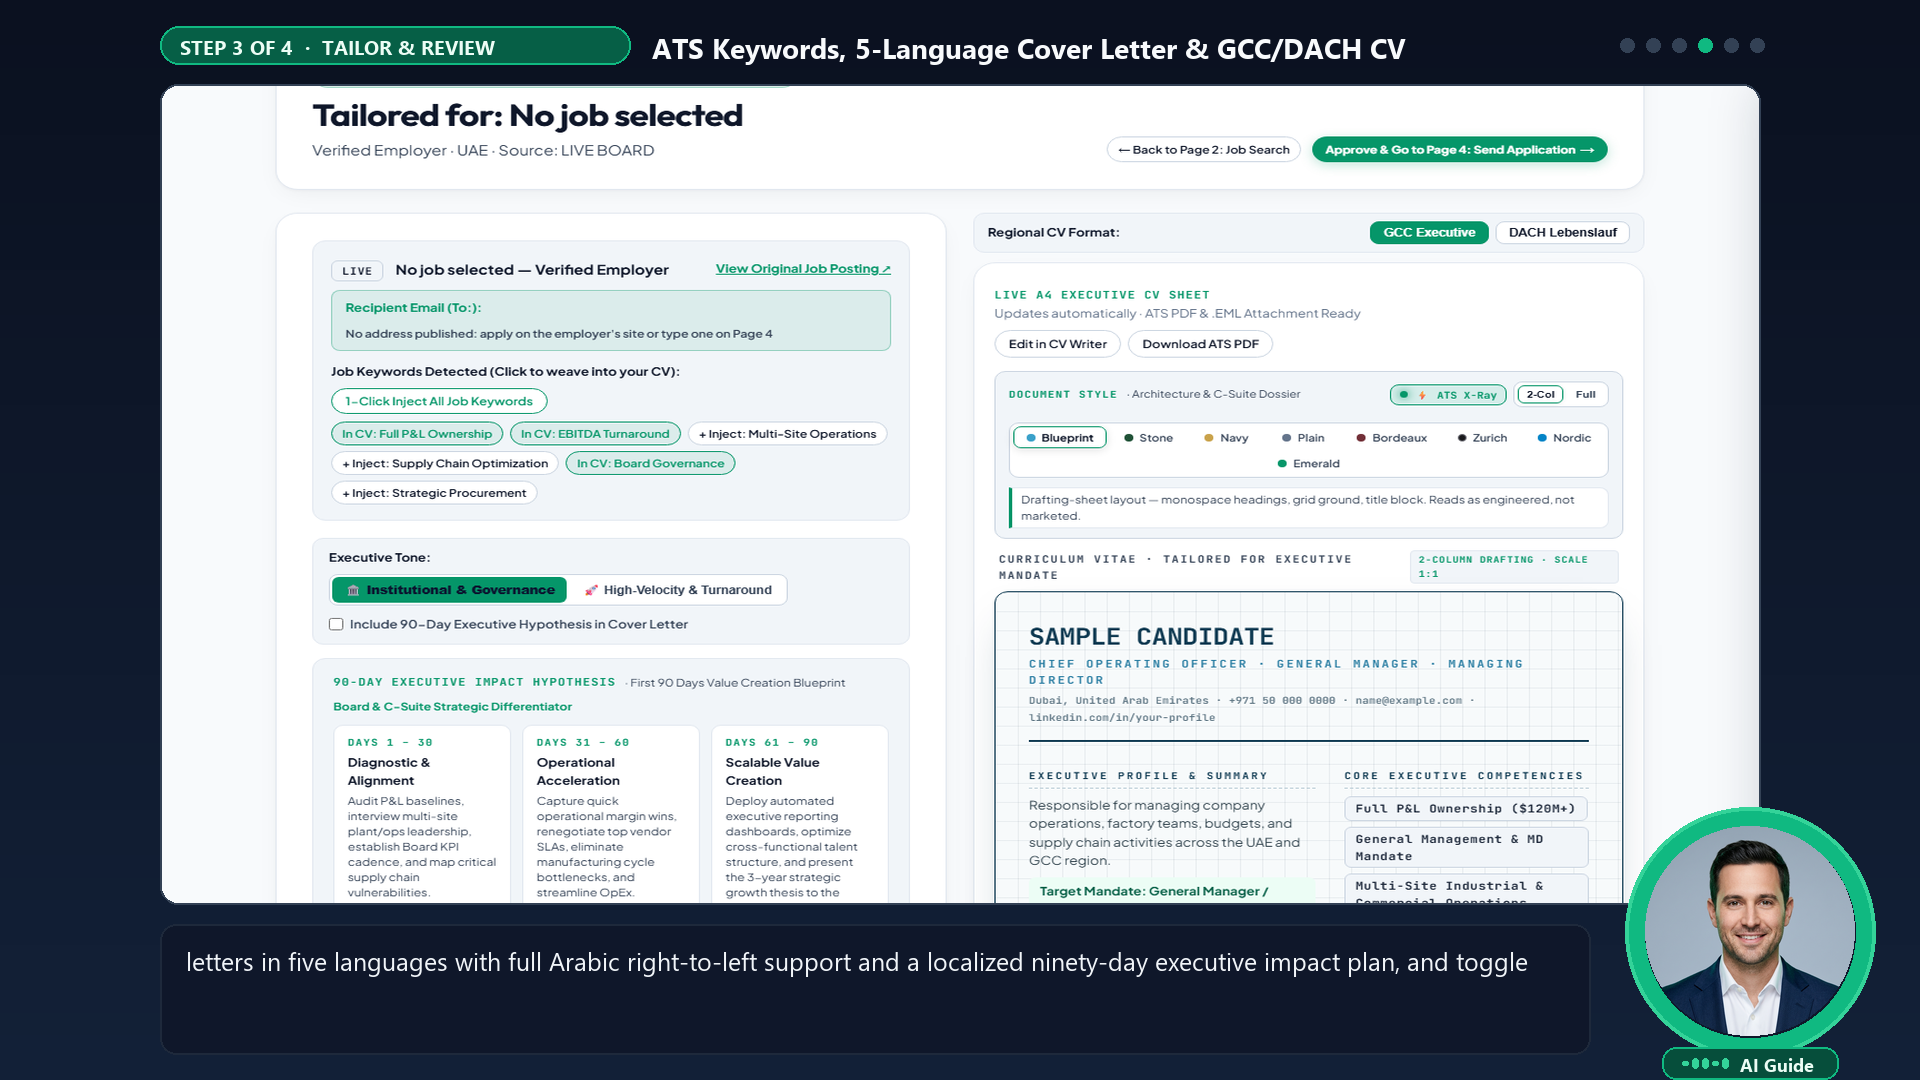 STEP 3 OF 4 · TAILOR & REVIEW
ATS Keywords, 5-Language Cover Letter & GCC/DACH CV
Tailored for: No job selected
Verified Employer · UAE · Source: LIVE BOARD
← Back to Page 2: Job Search
Approve & Go to Page 4: Send Application →
LIVE
No job selected — Verified Employer
View Original Job Posting ↗
Recipient Email (To:):
No address published: apply on the employer's site or type one on Page 4
Job Keywords Detected (Click to weave into your CV):
1-Click Inject All Job Keywords
In CV: Full P&L Ownership
In CV: EBITDA Turnaround
+ Inject: Multi-Site Operations
+ Inject: Supply Chain Optimization
In CV: Board Governance
+ Inject: Strategic Procurement
Executive Tone:
🏛️ Institutional & Governance
🚀 High-Velocity & Turnaround
Include 90-Day Executive Hypothesis in Cover Letter
90-DAY EXECUTIVE IMPACT HYPOTHESIS · First 90 Days Value Creation Blueprint
Board & C-Suite Strategic Differentiator
DAYS 1 - 30
Diagnostic &
Alignment
Audit P&L baselines,
interview multi-site
plant/ops leadership,
establish Board KPI
cadence, and map critical
supply chain
vulnerabilities.
DAYS 31 - 60
Operational
Acceleration
Capture quick
operational margin wins,
renegotiate top vendor
SLAs, eliminate
manufacturing cycle
bottlenecks, and
streamline OpEx.
DAYS 61 - 90
Scalable Value
Creation
Deploy automated
executive reporting
dashboards, optimize
cross-functional talent
structure, and present
the 3-year strategic
growth thesis to the
Regional CV Format:
GCC Executive
DACH Lebenslauf
LIVE A4 EXECUTIVE CV SHEET
Updates automatically · ATS PDF & .EML Attachment Ready
Edit in CV Writer
Download ATS PDF
DOCUMENT STYLE · Architecture & C-Suite Dossier
⚡ ATS X-Ray
2-Col
Full
Blueprint
Stone
Navy
Plain
Bordeaux
Zurich
Nordic
Emerald
Drafting-sheet layout — monospace headings, grid ground, title block. Reads as engineered, not
marketed.
CURRICULUM VITAE · TAILORED FOR EXECUTIVE
MANDATE
2-COLUMN DRAFTING · SCALE
1:1
SAMPLE CANDIDATE
CHIEF OPERATING OFFICER · GENERAL MANAGER · MANAGING
DIRECTOR
Dubai, United Arab Emirates · +971 50 000 0000 · name@example.com ·
linkedin.com/in/your-profile
EXECUTIVE PROFILE & SUMMARY
Responsible for managing company
operations, factory teams, budgets, and
supply chain activities across the UAE and
GCC region.
Target Mandate: General Manager /
CORE EXECUTIVE COMPETENCIES
Full P&L Ownership ($120M+)
General Management & MD
Mandate
Multi-Site Industrial &
Commercial Operations
letters in five languages with full Arabic right-to-left support and a localized ninety-day executive impact plan, and toggle
AI Guide